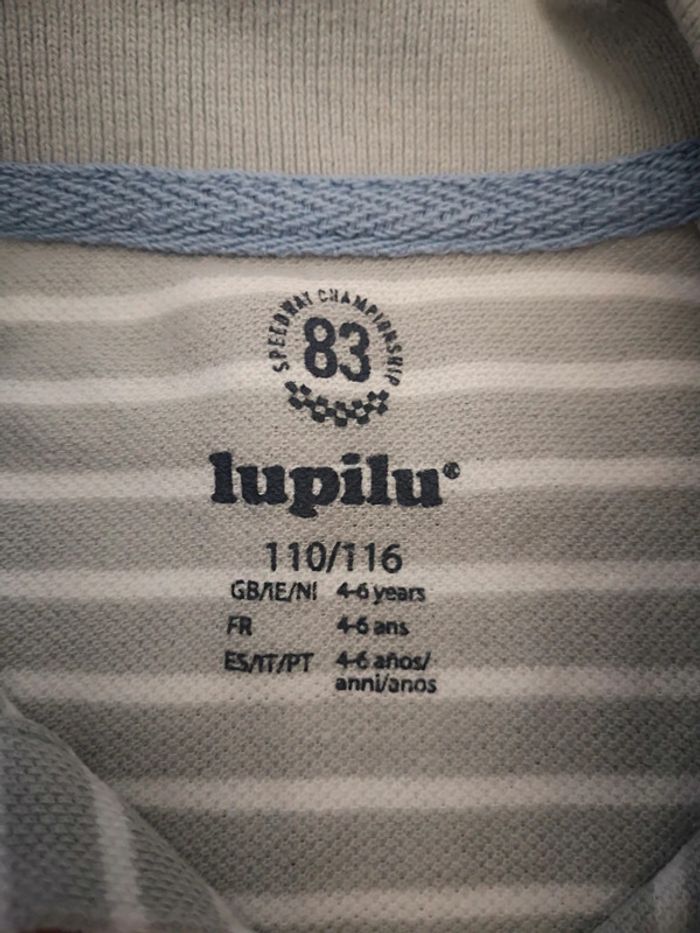 SPEEDWAY CHAMPIONSHIP
83
lupilu®
110/116
GB/IE/NI 4-6 years
FR 4-6 ans
ES/IT/PT 4-6 años/
anni/anos